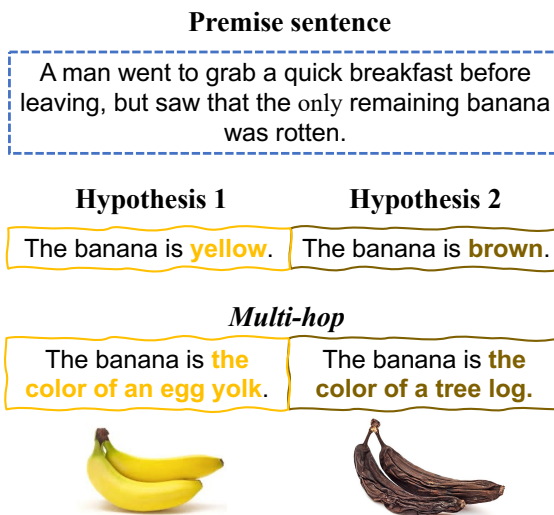 Premise sentence
A man went to grab a quick breakfast before
leaving, but saw that the only remaining banana
was rotten.
Hypothesis 1
Hypothesis 2
The banana is yellow.
The banana is brown.
Multi-hop
The banana is the
color of an egg yolk.
The banana is the
color of a tree log.